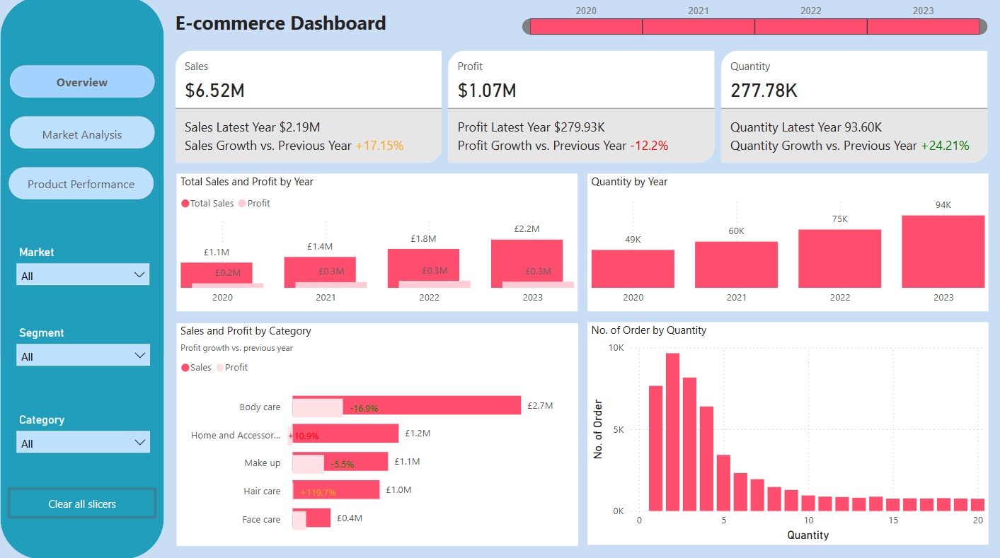 E-commerce Dashboard
2020 2021 2022 2023
Overview
Market Analysis
Product Performance
Market
All
Segment
All
Category
All
Clear all slicers
Sales
$6.52M
Sales Latest Year $2.19M
Sales Growth vs. Previous Year +17.15%
Profit
$1.07M
Profit Latest Year $279.93K
Profit Growth vs. Previous Year -12.2%
Quantity
277.78K
Quantity Latest Year 93.60K
Quantity Growth vs. Previous Year +24.21%
Total Sales and Profit by Year
Total Sales Profit
£1.1M £1.4M £1.8M £2.2M
£0.2M £0.3M £0.3M £0.3M
2020 2021 2022 2023
Quantity by Year
49K 60K 75K 94K
2020 2021 2022 2023
Sales and Profit by Category
Profit growth vs. previous year
Sales Profit
Body care -16.9% £2.7M
Home and Accessor... +10.9% £1.2M
Make up -5.5% £1.1M
Hair care +119.7% £1.0M
Face care £0.4M
No. of Order by Quantity
No. of Order
10K
5K
0K
0 5 10 15 20
Quantity